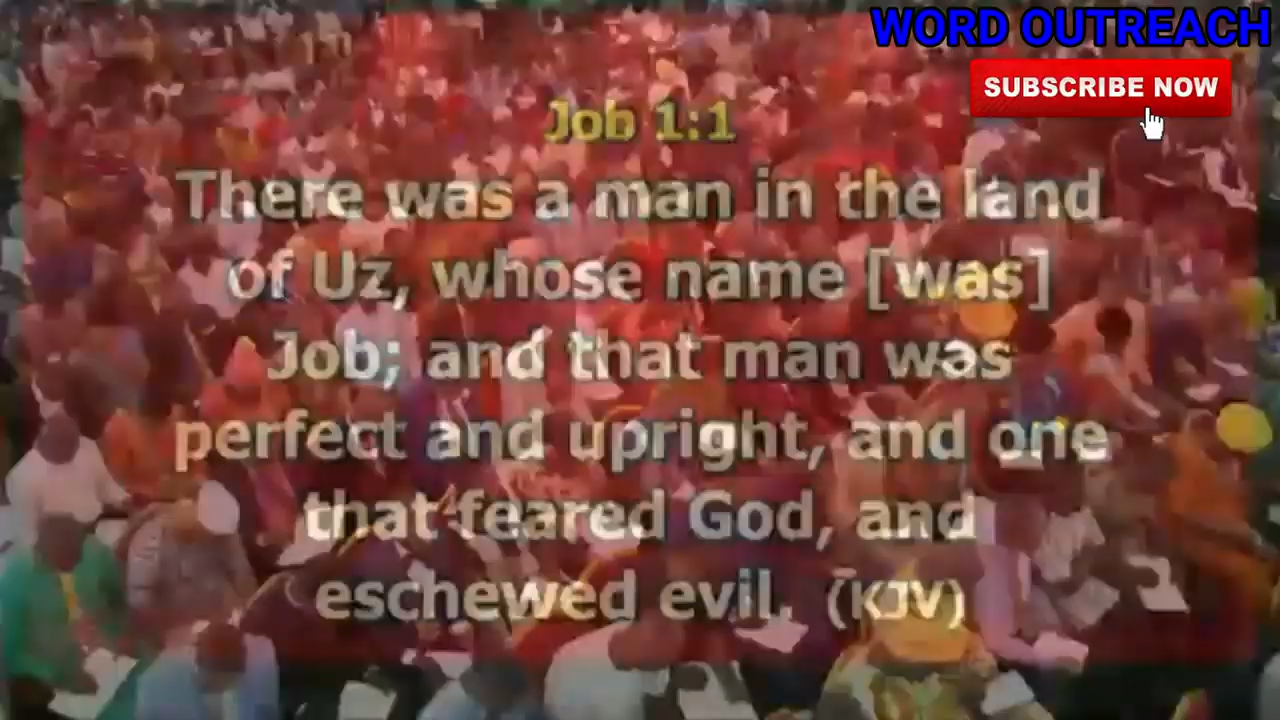 WORD OUTREACH
SUBSCRIBE NOW
Job 1:1
There was a man in the land
of Uz, whose name [was]
Job; and that man was
perfect and upright, and one
that feared God, and
eschewed evil. (KJV)